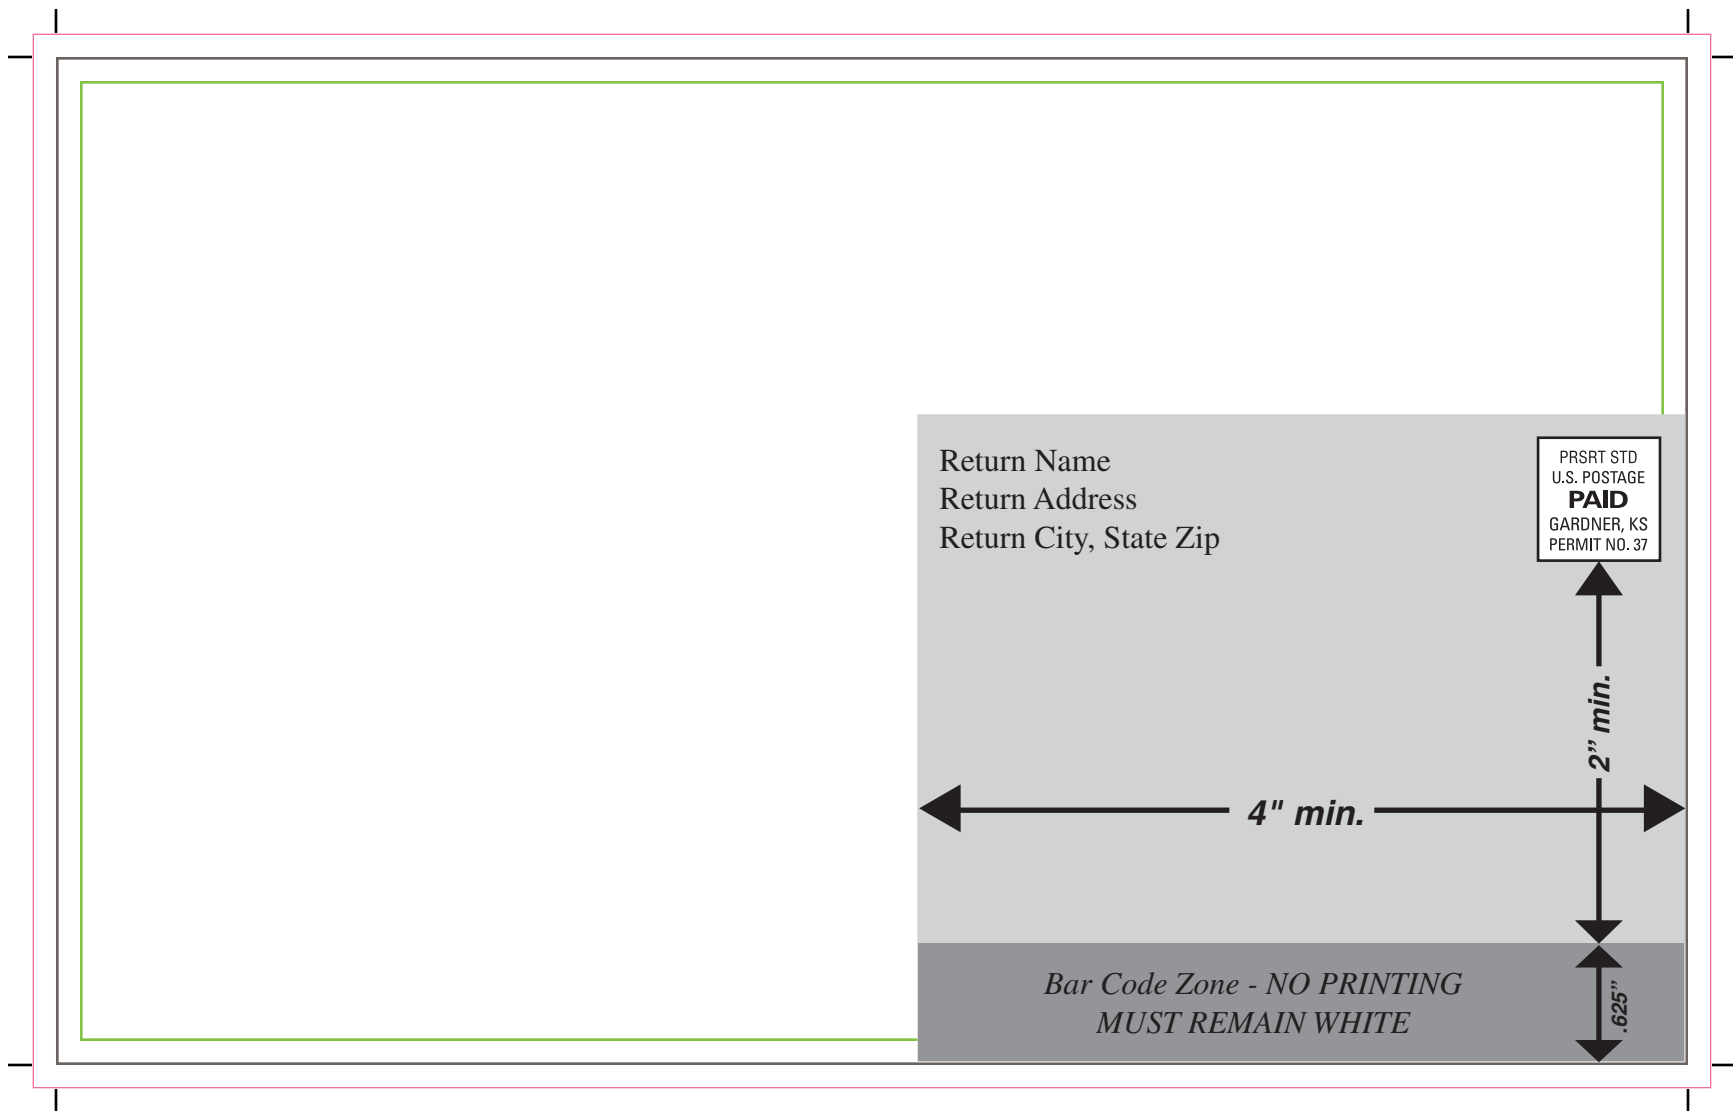 Return Name
Return Address
Return City, State Zip
PRSRT STD
U.S. POSTAGE
PAID
GARDNER, KS
PERMIT NO. 37
2” min.
4" min.
Bar Code Zone - NO PRINTING
MUST REMAIN WHITE
.625”